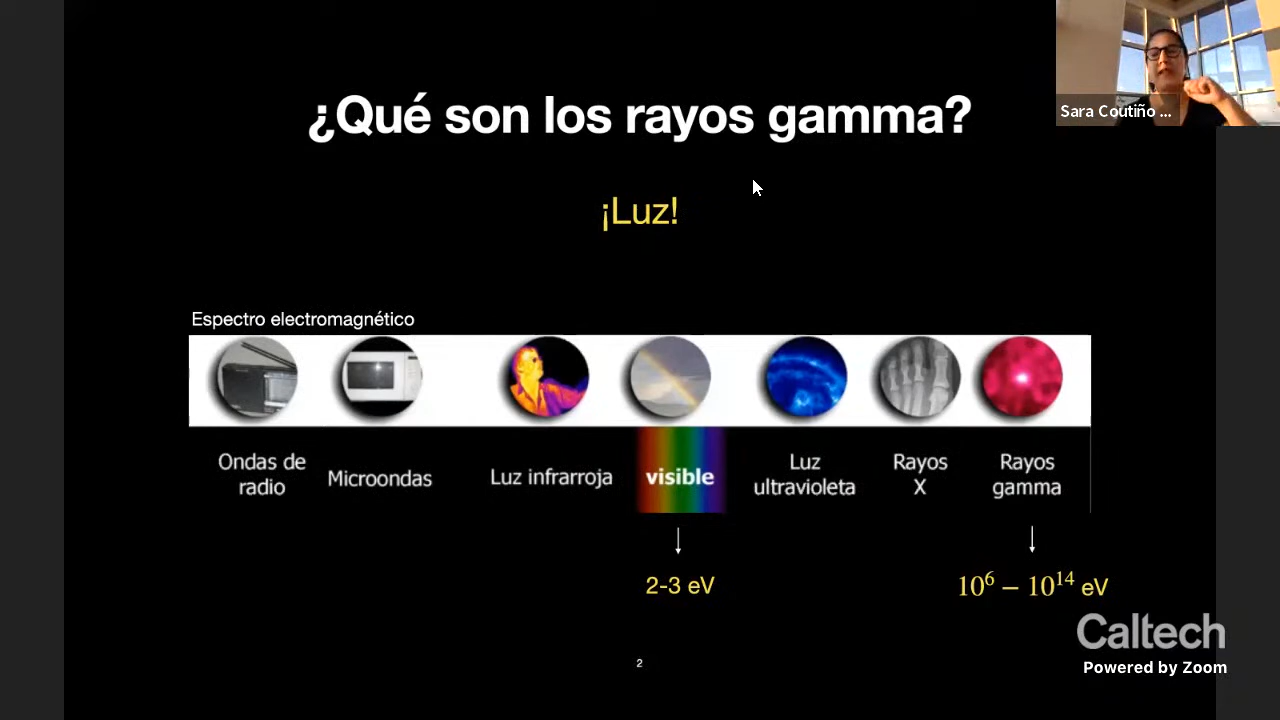 ¿Qué son los rayos gamma?
Sara Coutiño ...
¡Luz!
Espectro electromagnético
Ondas de
radio
Microondas
Luz infrarroja
visible
Luz
ultravioleta
Rayos
X
Rayos
gamma
2-3 eV
10⁶ – 10¹⁴ eV
Caltech
Powered by Zoom
2